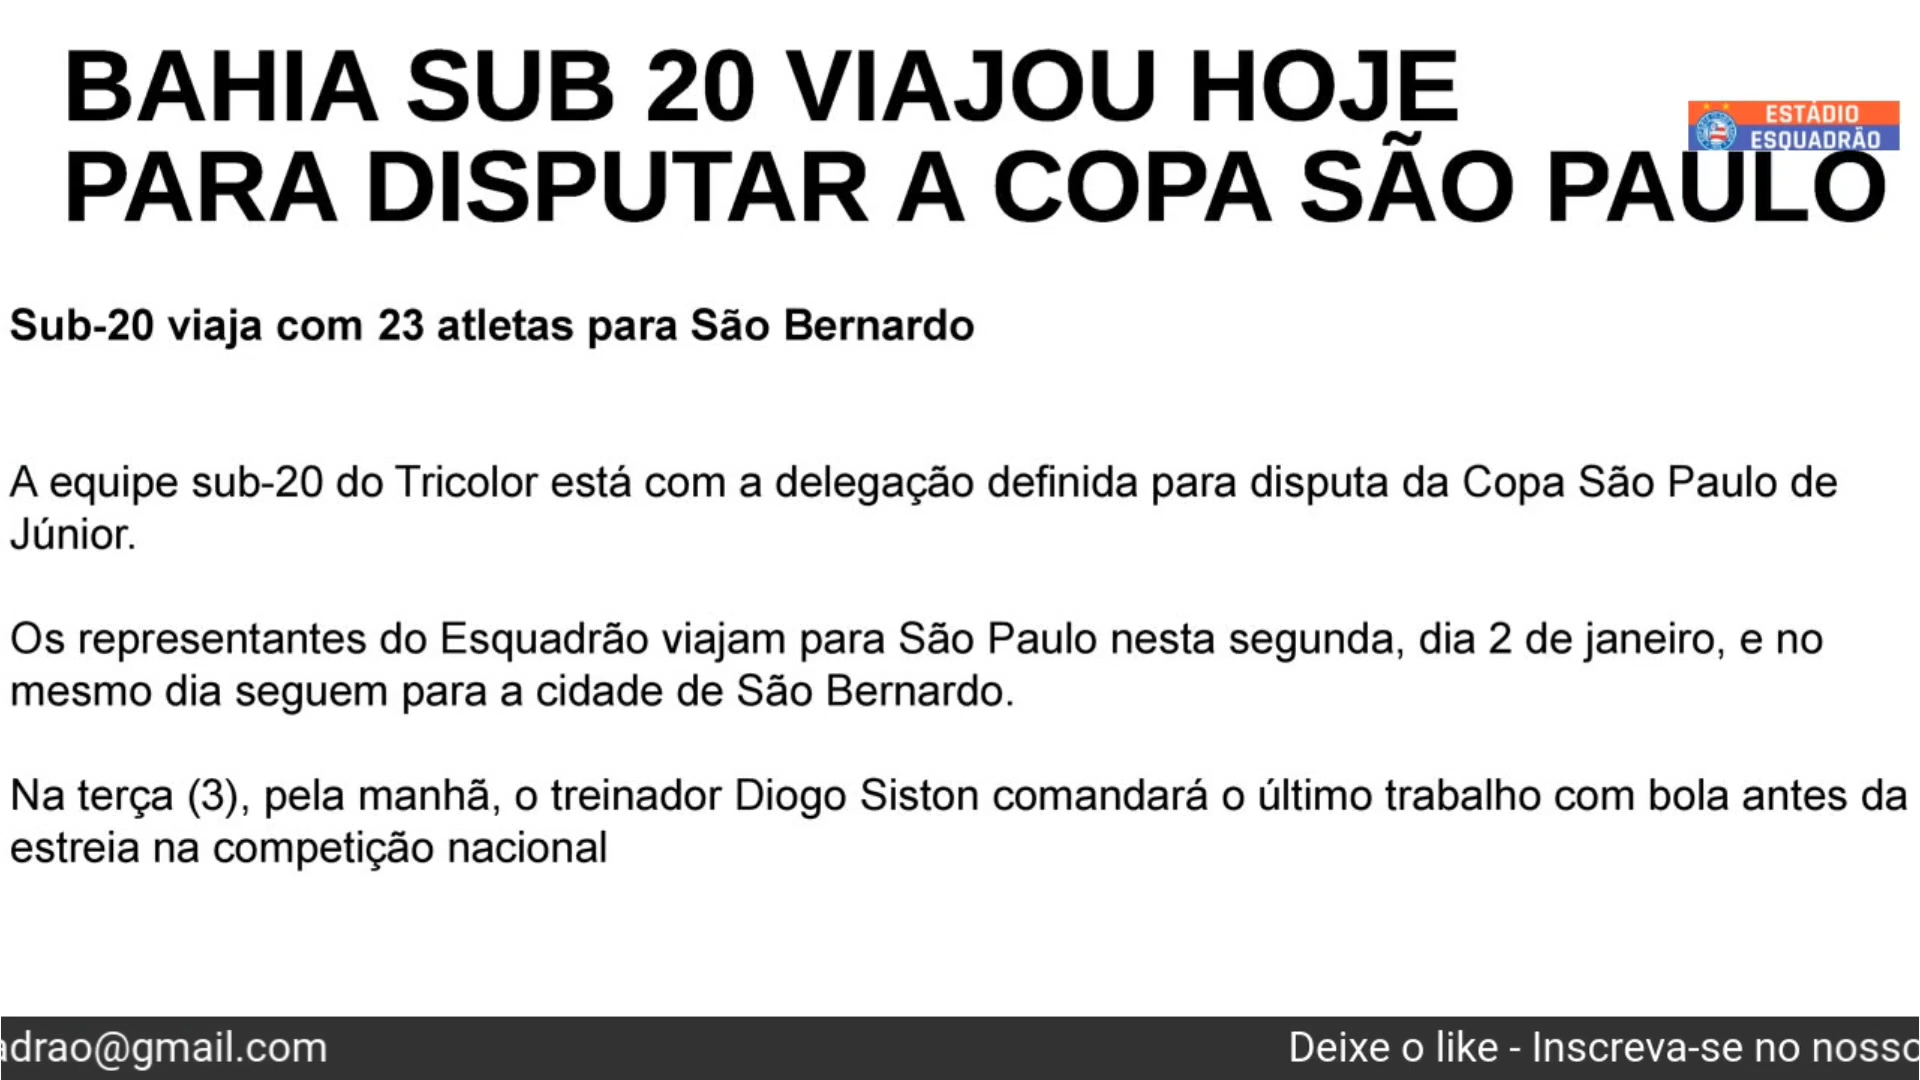 BAHIA SUB 20 VIAJOU HOJE
ESTÁDIO
ESQUADRÃO
PARA DISPUTAR A COPA SÃO PAULO
Sub-20 viaja com 23 atletas para São Bernardo
A equipe sub-20 do Tricolor está com a delegação definida para disputa da Copa São Paulo de
Júnior.
Os representantes do Esquadrão viajam para São Paulo nesta segunda, dia 2 de janeiro, e no
mesmo dia seguem para a cidade de São Bernardo.
Na terça (3), pela manhã, o treinador Diogo Siston comandará o último trabalho com bola antes da
estreia na competição nacional
adrao@gmail.com Deixe o like - Inscreva-se no nosso